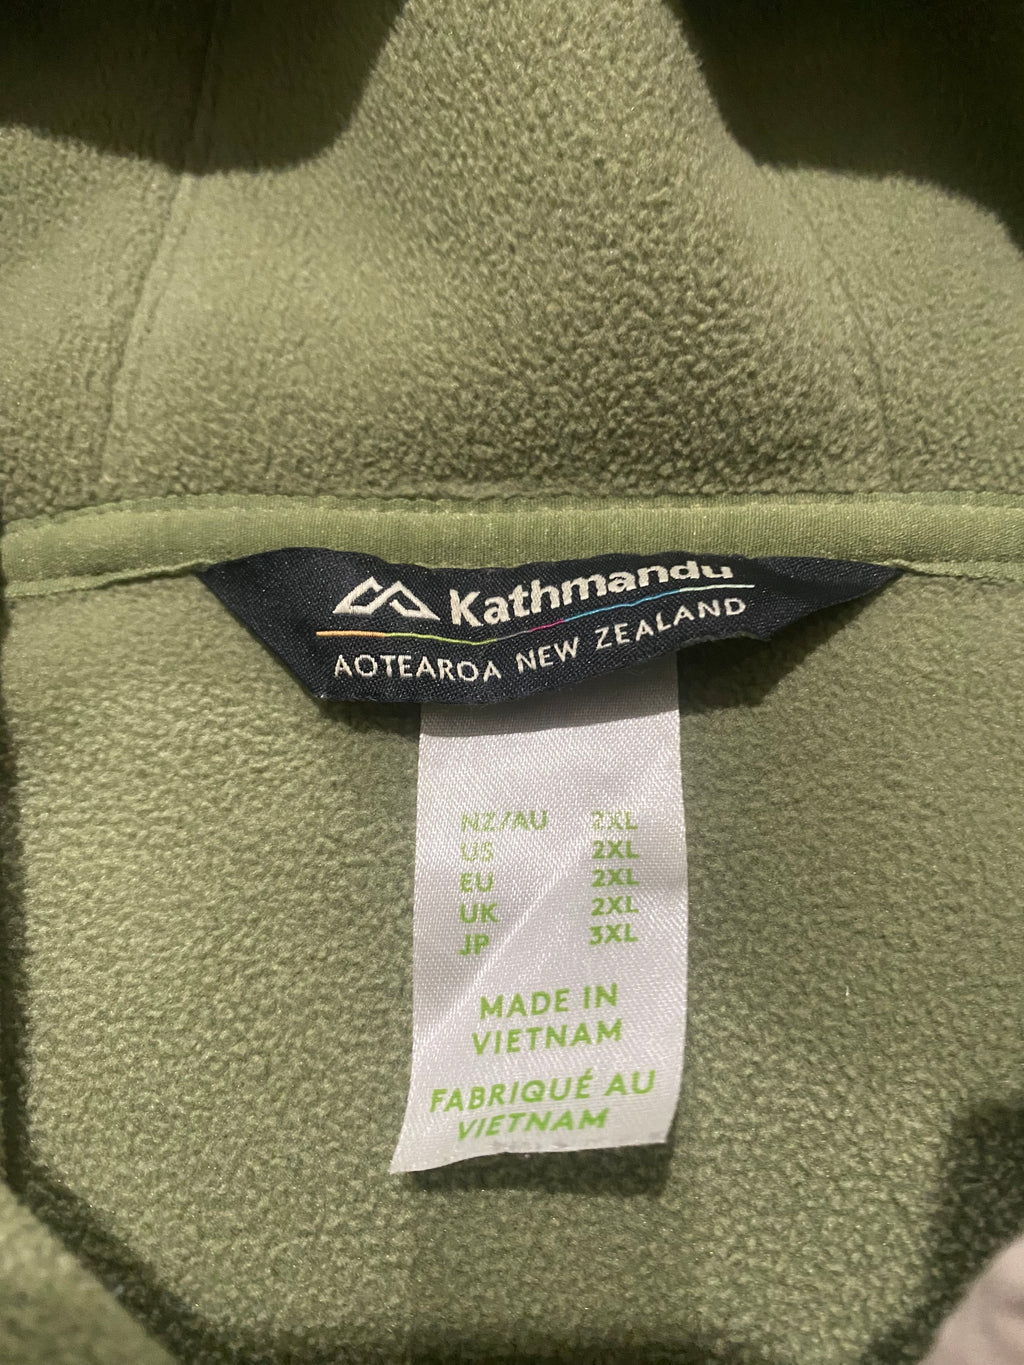 Kathmandu
AOTEAROA NEW ZEALAND
NZ/AU 2XL
US 2XL
EU 2XL
UK 2XL
JP 3XL
MADE IN
VIETNAM
FABRIQUÉ AU
VIETNAM